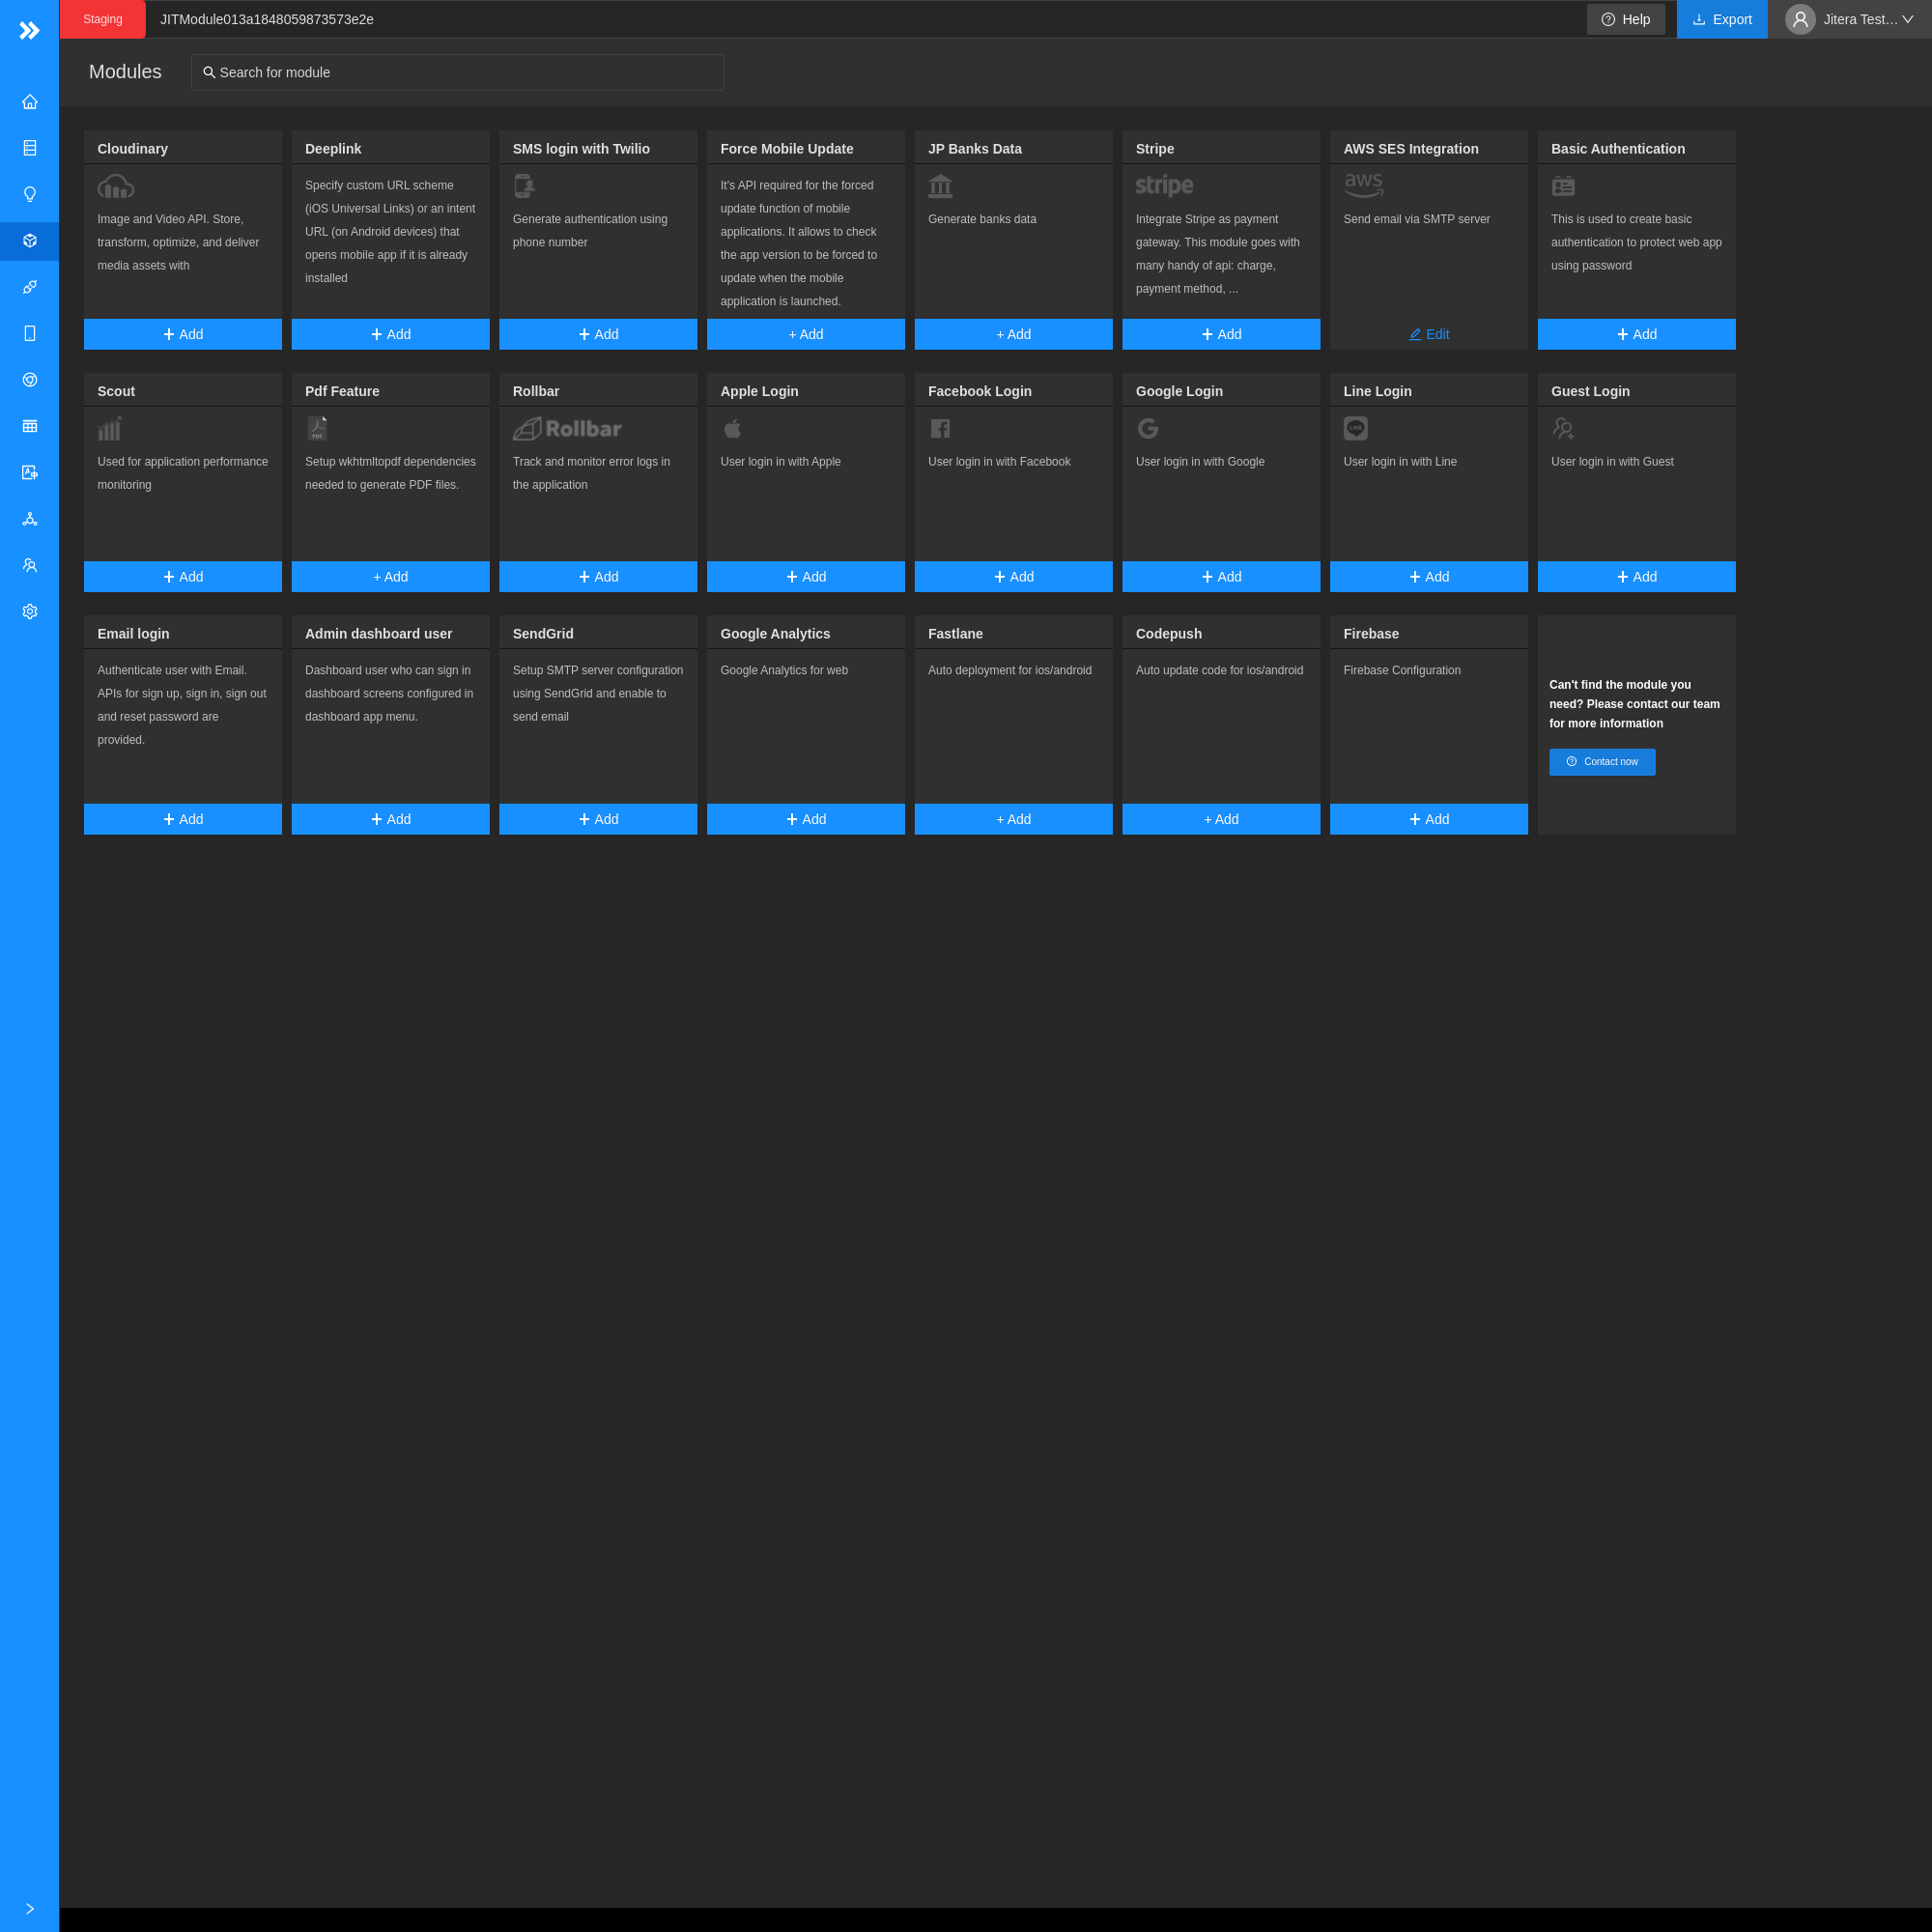 Staging
JITModule013a1848059873573e2e
Help
Export
Jitera Test...
Modules
Search for module
Cloudinary
Image and Video API. Store,
transform, optimize, and deliver
media assets with
+ Add
Deeplink
Specify custom URL scheme
(iOS Universal Links) or an intent
URL (on Android devices) that
opens mobile app if it is already
installed
+ Add
SMS login with Twilio
Generate authentication using
phone number
+ Add
Force Mobile Update
It's API required for the forced
update function of mobile
applications. It allows to check
the app version to be forced to
update when the mobile
application is launched.
+ Add
JP Banks Data
Generate banks data
+ Add
Stripe
stripe
Integrate Stripe as payment
gateway. This module goes with
many handy of api: charge,
payment method, ...
+ Add
AWS SES Integration
aws
Send email via SMTP server
Edit
Basic Authentication
This is used to create basic
authentication to protect web app
using password
+ Add
Scout
Used for application performance
monitoring
+ Add
Pdf Feature
PDF
Setup wkhtmltopdf dependencies
needed to generate PDF files.
+ Add
Rollbar
Rollbar
Track and monitor error logs in
the application
+ Add
Apple Login
User login in with Apple
+ Add
Facebook Login
User login in with Facebook
+ Add
Google Login
User login in with Google
+ Add
Line Login
LINE
User login in with Line
+ Add
Guest Login
User login in with Guest
+ Add
Email login
Authenticate user with Email.
APIs for sign up, sign in, sign out
and reset password are
provided.
+ Add
Admin dashboard user
Dashboard user who can sign in
dashboard screens configured in
dashboard app menu.
+ Add
SendGrid
Setup SMTP server configuration
using SendGrid and enable to
send email
+ Add
Google Analytics
Google Analytics for web
+ Add
Fastlane
Auto deployment for ios/android
+ Add
Codepush
Auto update code for ios/android
+ Add
Firebase
Firebase Configuration
+ Add
Can't find the module you
need? Please contact our team
for more information
Contact now